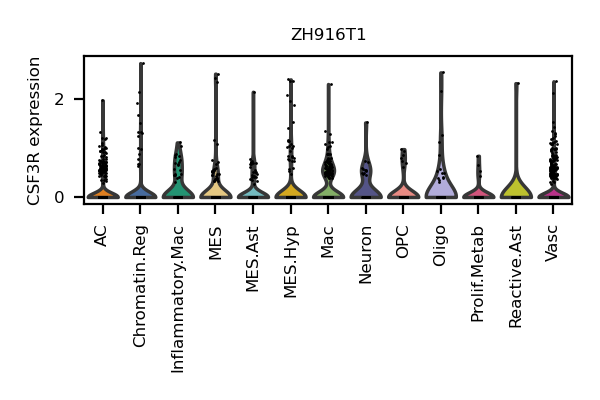 ZH916T1
CSF3R expression
2
0
AC
Chromatin.Reg
Inflammatory.Mac
MES
MES.Ast
MES.Hyp
Mac
Neuron
OPC
Oligo
Prolif.Metab
Reactive.Ast
Vasc